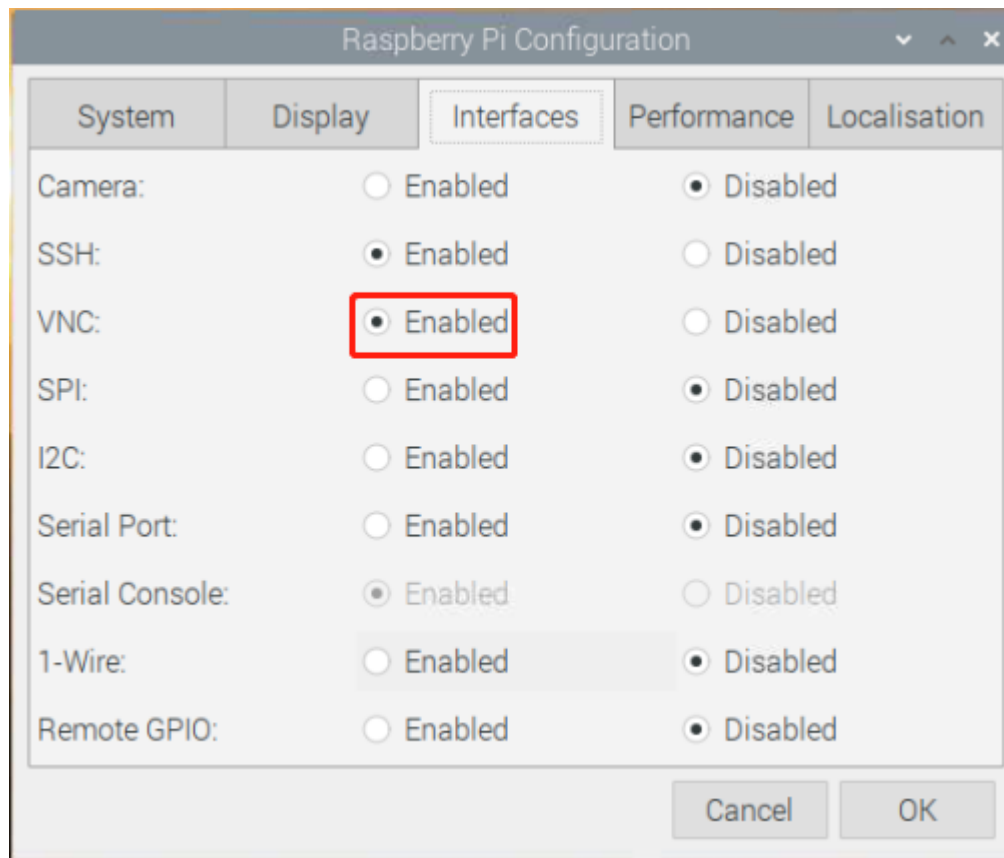 Raspberry Pi Configuration
System Display Interfaces Performance Localisation
Camera: Enabled Disabled
SSH: Enabled Disabled
VNC: Enabled Disabled
SPI: Enabled Disabled
I2C: Enabled Disabled
Serial Port: Enabled Disabled
Serial Console: Enabled Disabled
1-Wire: Enabled Disabled
Remote GPIO: Enabled Disabled
Cancel OK